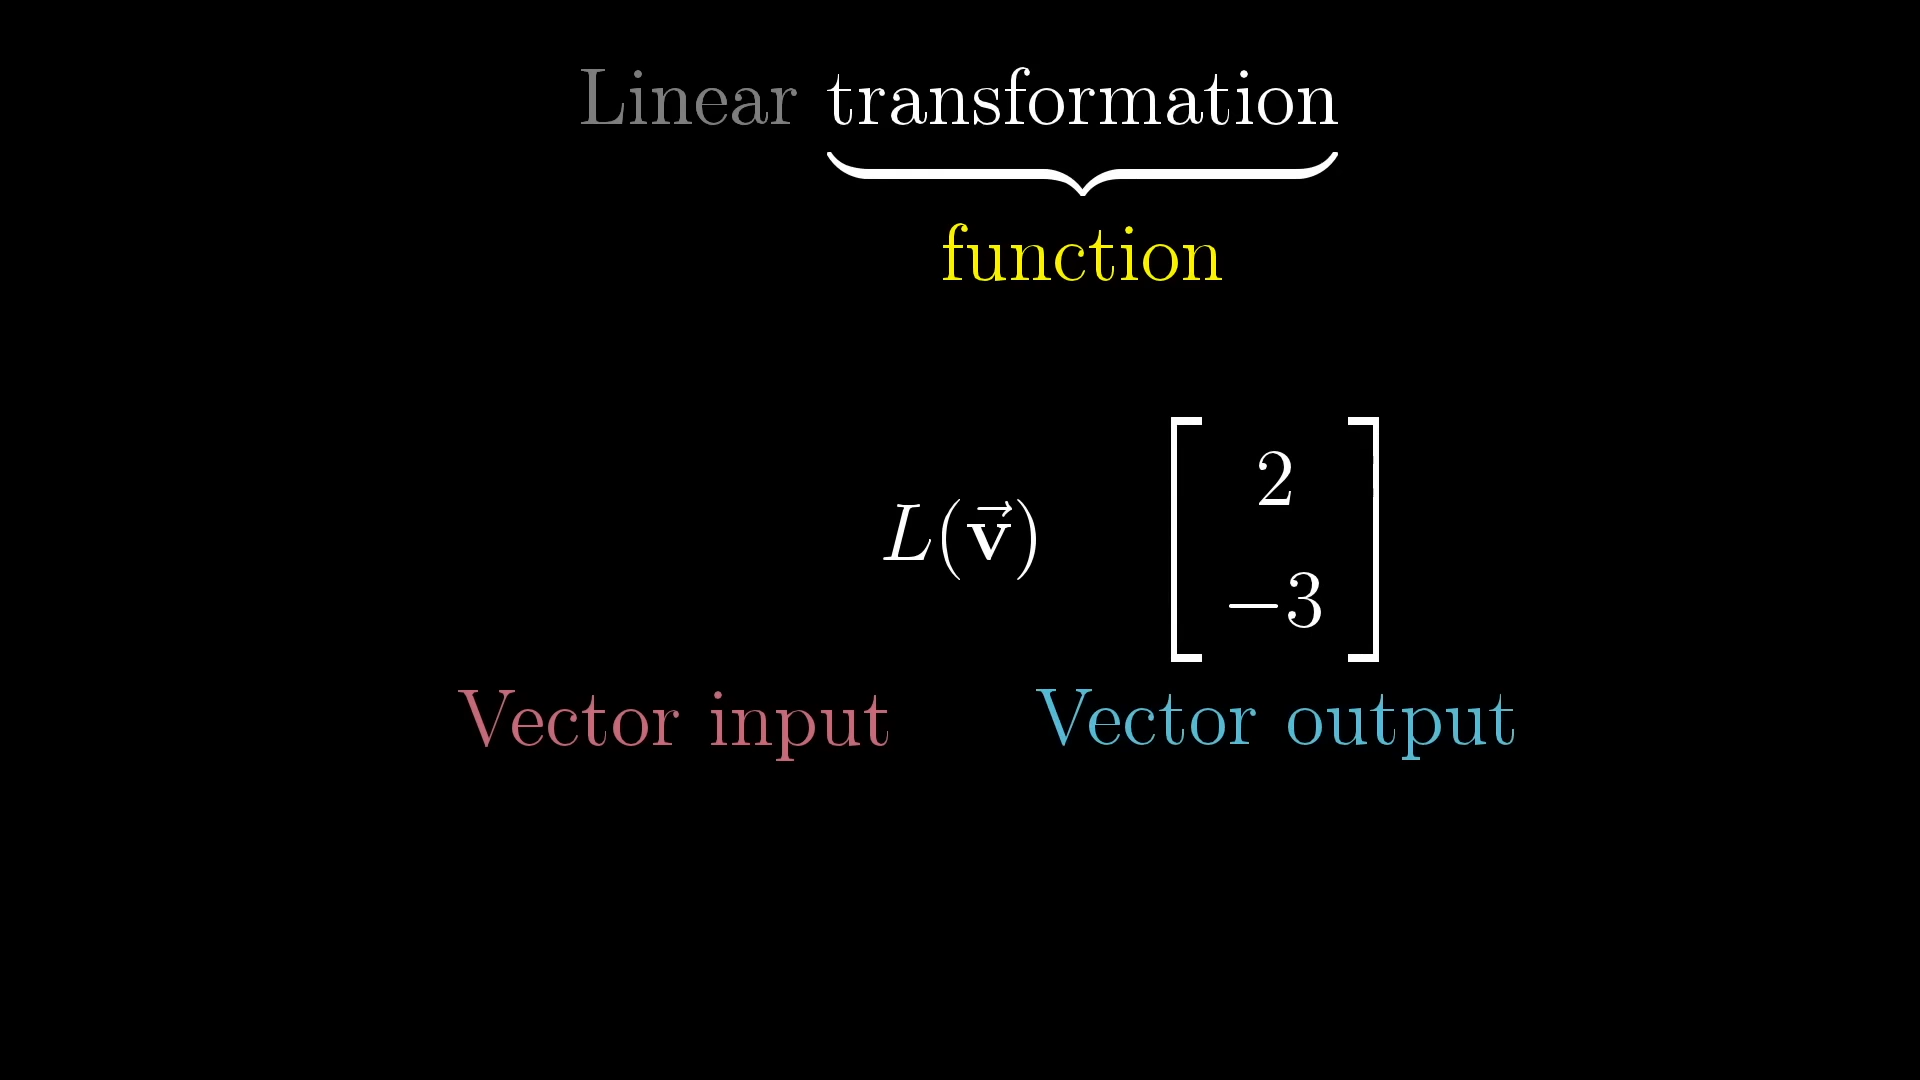 Linear transformation
function
L(v⃗) [ 2 -3 ]
Vector input Vector output